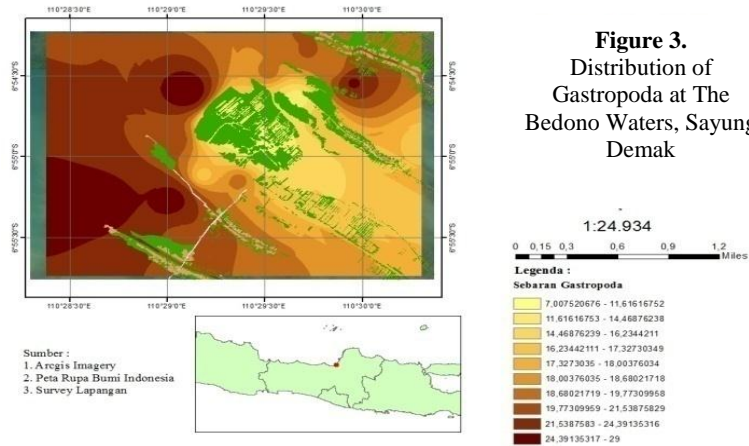 110°28'30"E 110°29'0"E 110°29'30"E 110°30'0"E
6°54'30"S 6°54'30"S
6°55'0"S 6°55'0"S
6°55'30"S 6°55'30"S
110°28'30"E 110°29'0"E 110°29'30"E 110°30'0"E
Figure 3.
Distribution of
Gastropoda at The
Bedono Waters, Sayung
Demak
1:24.934
0 0,15 0,3 0,6 0,9 1,2
Miles
Legenda :
Sebaran Gastropoda
7,007520676 - 11,61616752
11,61616753 - 14,46876238
14,46876239 - 16,2344211
16,23442111 - 17,32730349
17,3273035 - 18,00376034
18,00376035 - 18,68021718
18,68021719 - 19,77309958
19,77309959 - 21,53875829
21,5387583 - 24,39135316
24,39135317 - 29
Sumber :
1. Arcgis Imagery
2. Peta Rupa Bumi Indonesia
3. Survey Lapangan